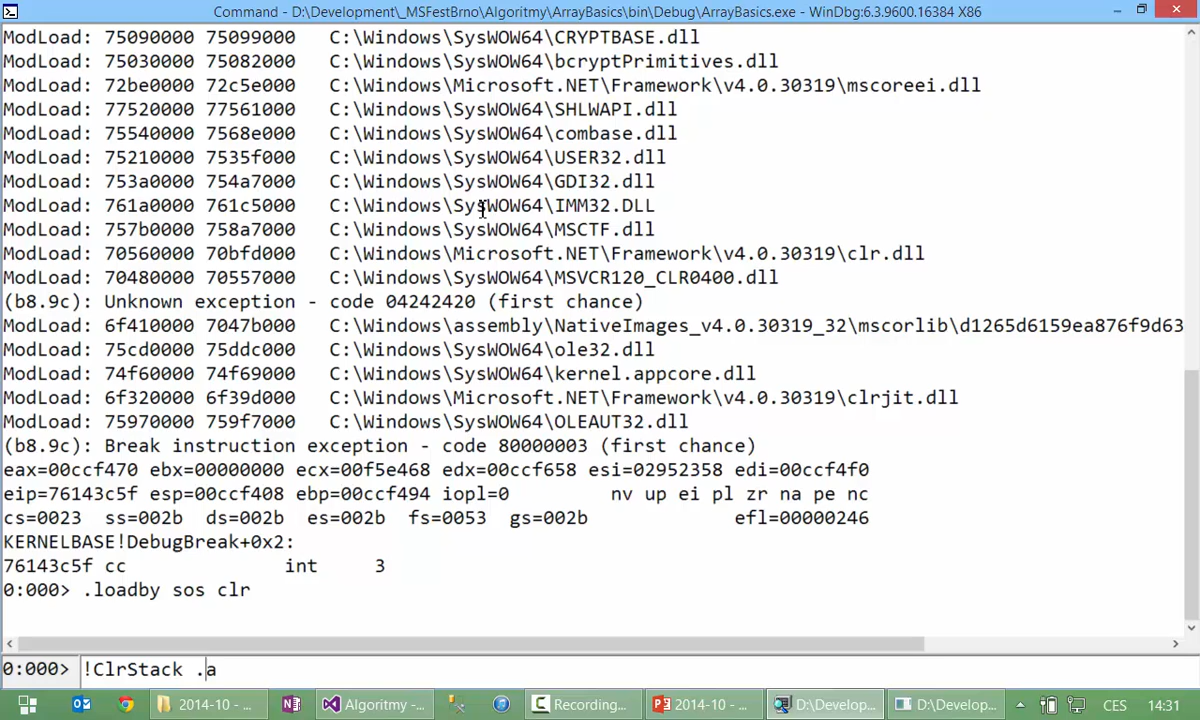 Command - D:\Development\_MSFestBrno\Algoritmy\ArrayBasics\bin\Debug\ArrayBasics.exe - WinDbg:6.3.9600.16384 X86
ModLoad: 75090000 75099000   C:\Windows\SysWOW64\CRYPTBASE.dll
ModLoad: 75030000 75082000   C:\Windows\SysWOW64\bcryptPrimitives.dll
ModLoad: 72be0000 72c5e000   C:\Windows\Microsoft.NET\Framework\v4.0.30319\mscoreei.dll
ModLoad: 77520000 77561000   C:\Windows\SysWOW64\SHLWAPI.dll
ModLoad: 75540000 7568e000   C:\Windows\SysWOW64\combase.dll
ModLoad: 75210000 7535f000   C:\Windows\SysWOW64\USER32.dll
ModLoad: 753a0000 754a7000   C:\Windows\SysWOW64\GDI32.dll
ModLoad: 761a0000 761c5000   C:\Windows\SysWOW64\IMM32.DLL
ModLoad: 757b0000 758a7000   C:\Windows\SysWOW64\MSCTF.dll
ModLoad: 70560000 70bfd000   C:\Windows\Microsoft.NET\Framework\v4.0.30319\clr.dll
ModLoad: 70480000 70557000   C:\Windows\SysWOW64\MSVCR120_CLR0400.dll
(b8.9c): Unknown exception - code 04242420 (first chance)
ModLoad: 6f410000 7047b000   C:\Windows\assembly\NativeImages_v4.0.30319_32\mscorlib\d1265d6159ea876f9d63
ModLoad: 75cd0000 75ddc000   C:\Windows\SysWOW64\ole32.dll
ModLoad: 74f60000 74f69000   C:\Windows\SysWOW64\kernel.appcore.dll
ModLoad: 6f320000 6f39d000   C:\Windows\Microsoft.NET\Framework\v4.0.30319\clrjit.dll
ModLoad: 75970000 759f7000   C:\Windows\SysWOW64\OLEAUT32.dll
(b8.9c): Break instruction exception - code 80000003 (first chance)
eax=00ccf470 ebx=00000000 ecx=00f5e468 edx=00ccf658 esi=02952358 edi=00ccf4f0
eip=76143c5f esp=00ccf408 ebp=00ccf494 iopl=0         nv up ei pl zr na pe nc
cs=0023  ss=002b  ds=002b  es=002b  fs=0053  gs=002b             efl=00000246
KERNELBASE!DebugBreak+0x2:
76143c5f cc              int     3
0:000> .loadby sos clr
0:000> !ClrStack .a
2014-10 - ... Algoritmy -... Recording... 2014-10 - ... D:\Develop... D:\Develop... CES 14:31